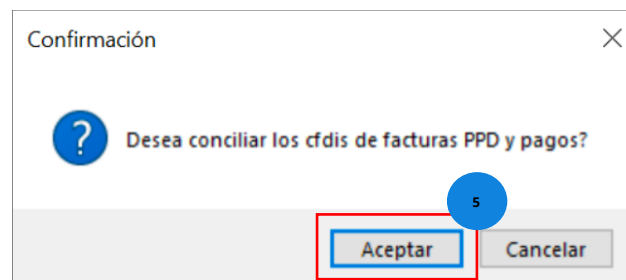 Confirmación
Desea conciliar los cfdis de facturas PPD y pagos?
5
Aceptar
Cancelar